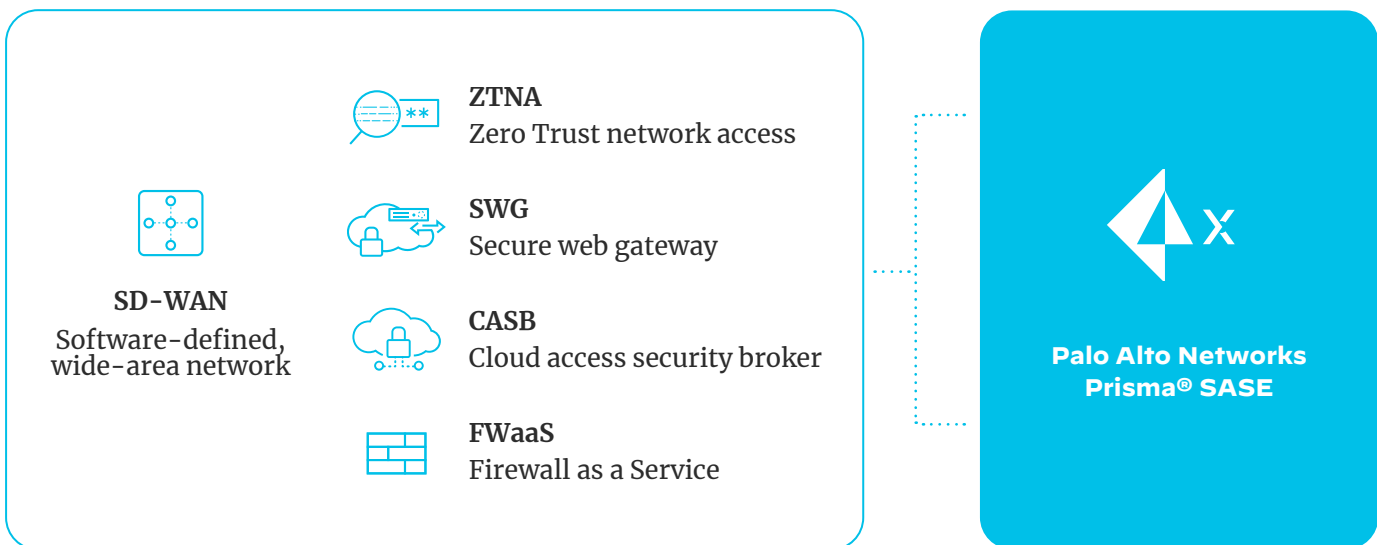 SD-WAN
Software-defined,
wide-area network
ZTNA
Zero Trust network access
**
SWG
Secure web gateway
CASB
Cloud access security broker
FWaaS
Firewall as a Service
X
Palo Alto Networks
Prisma® SASE